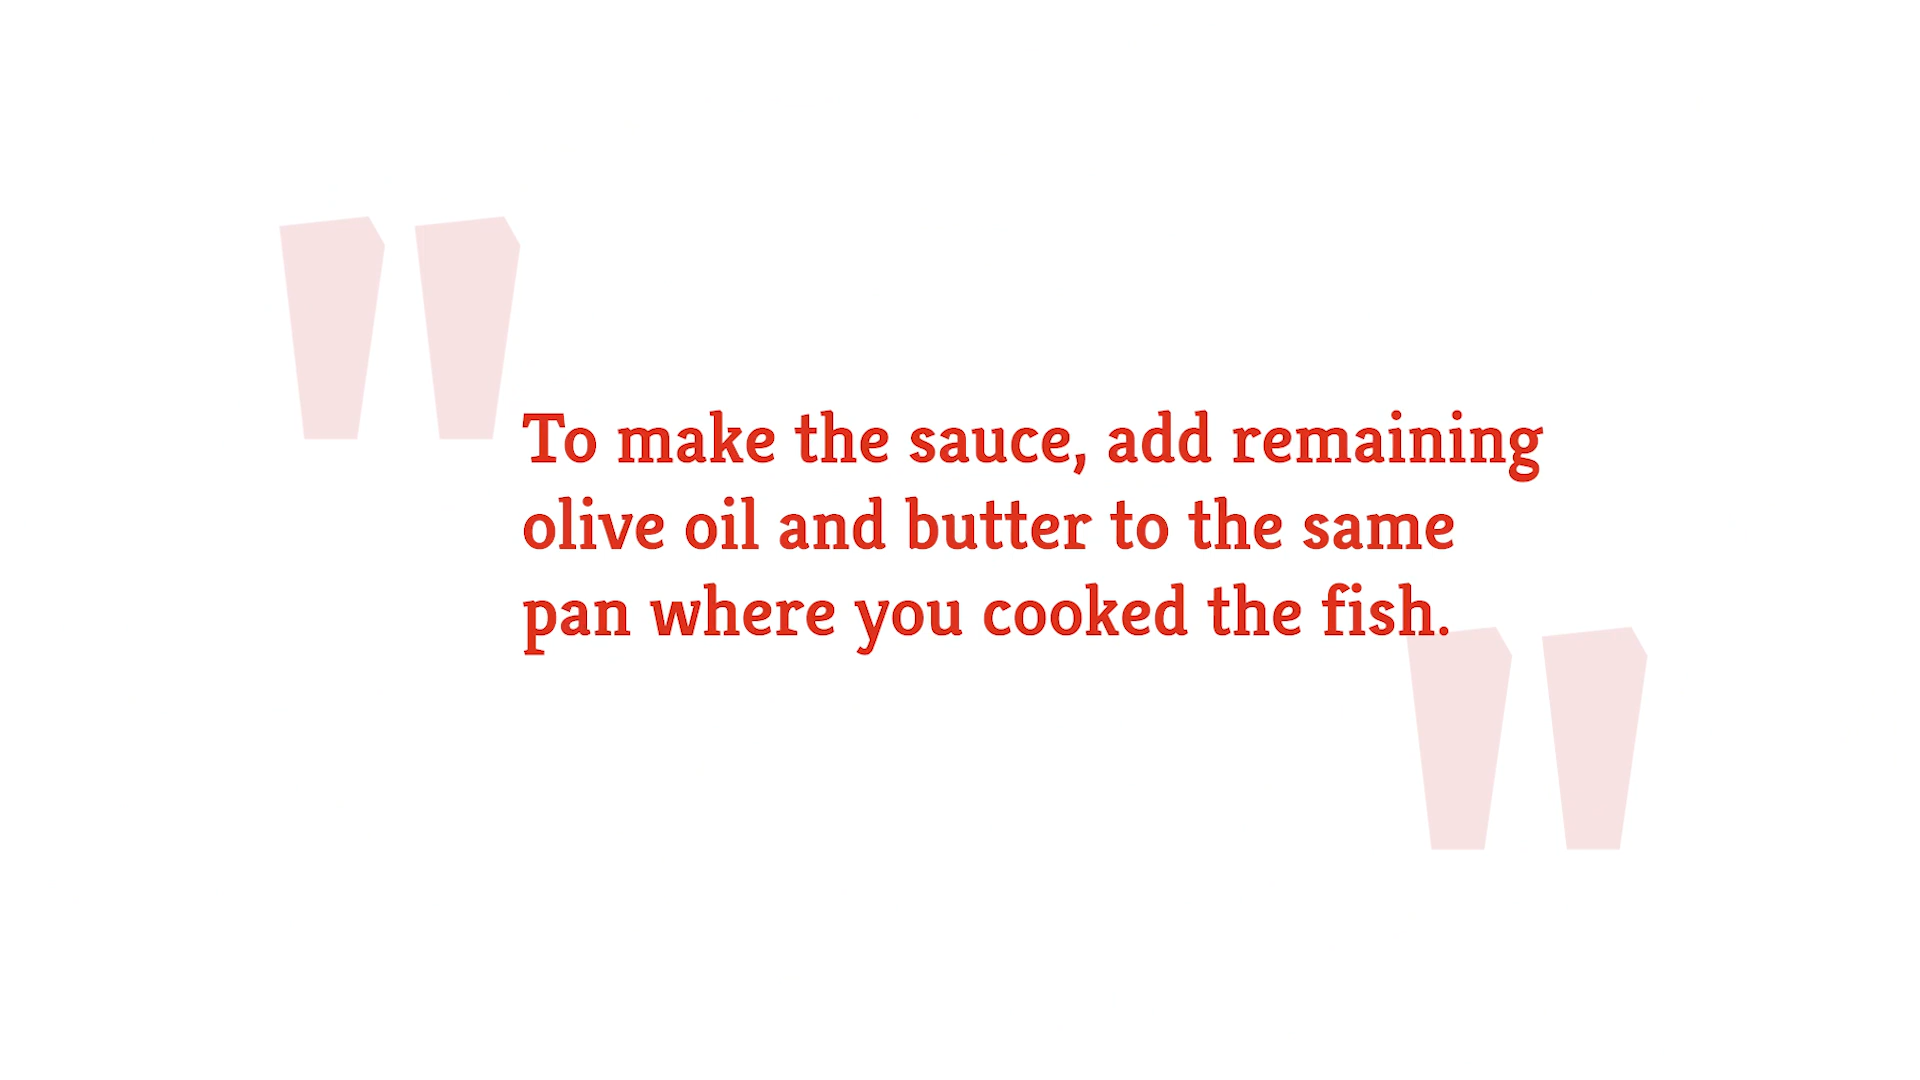 "To make the sauce, add remaining
olive oil and butter to the same
pan where you cooked the fish."